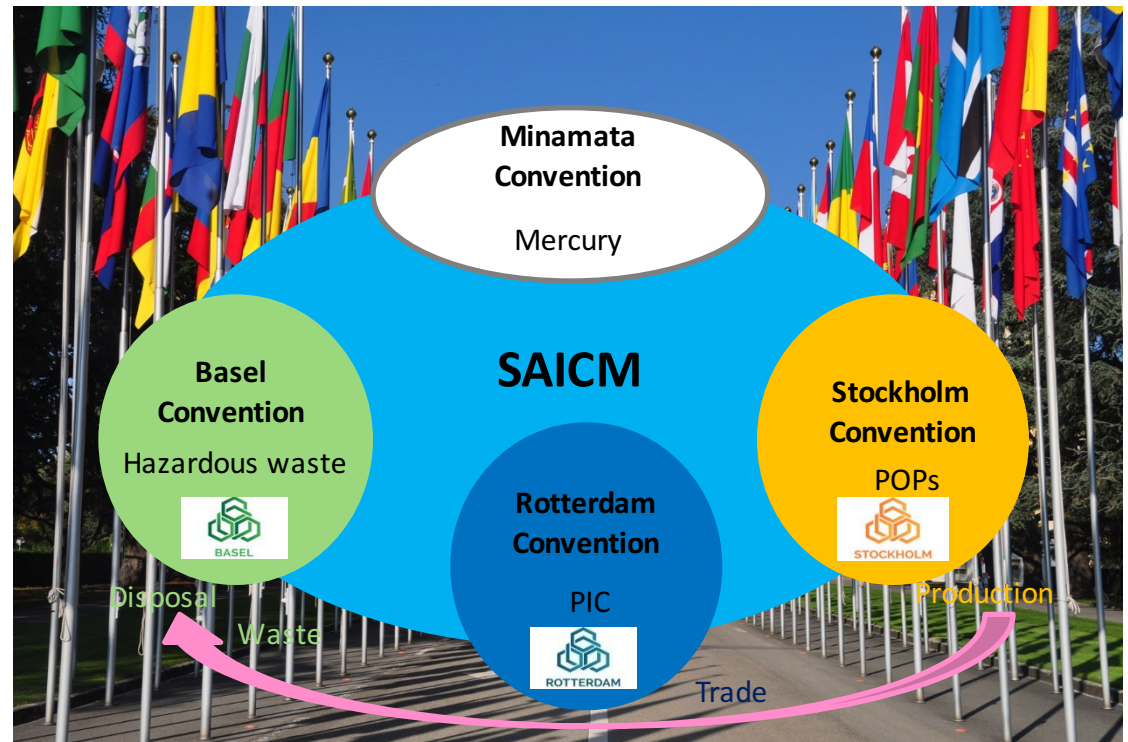 Minamata
Convention
Mercury
SAICM
Basel
Convention
Hazardous waste
BASEL
Stockholm
Convention
POPs
STOCKHOLM
Rotterdam
Convention
PIC
ROTTERDAM
Disposal
Waste
Production
Trade